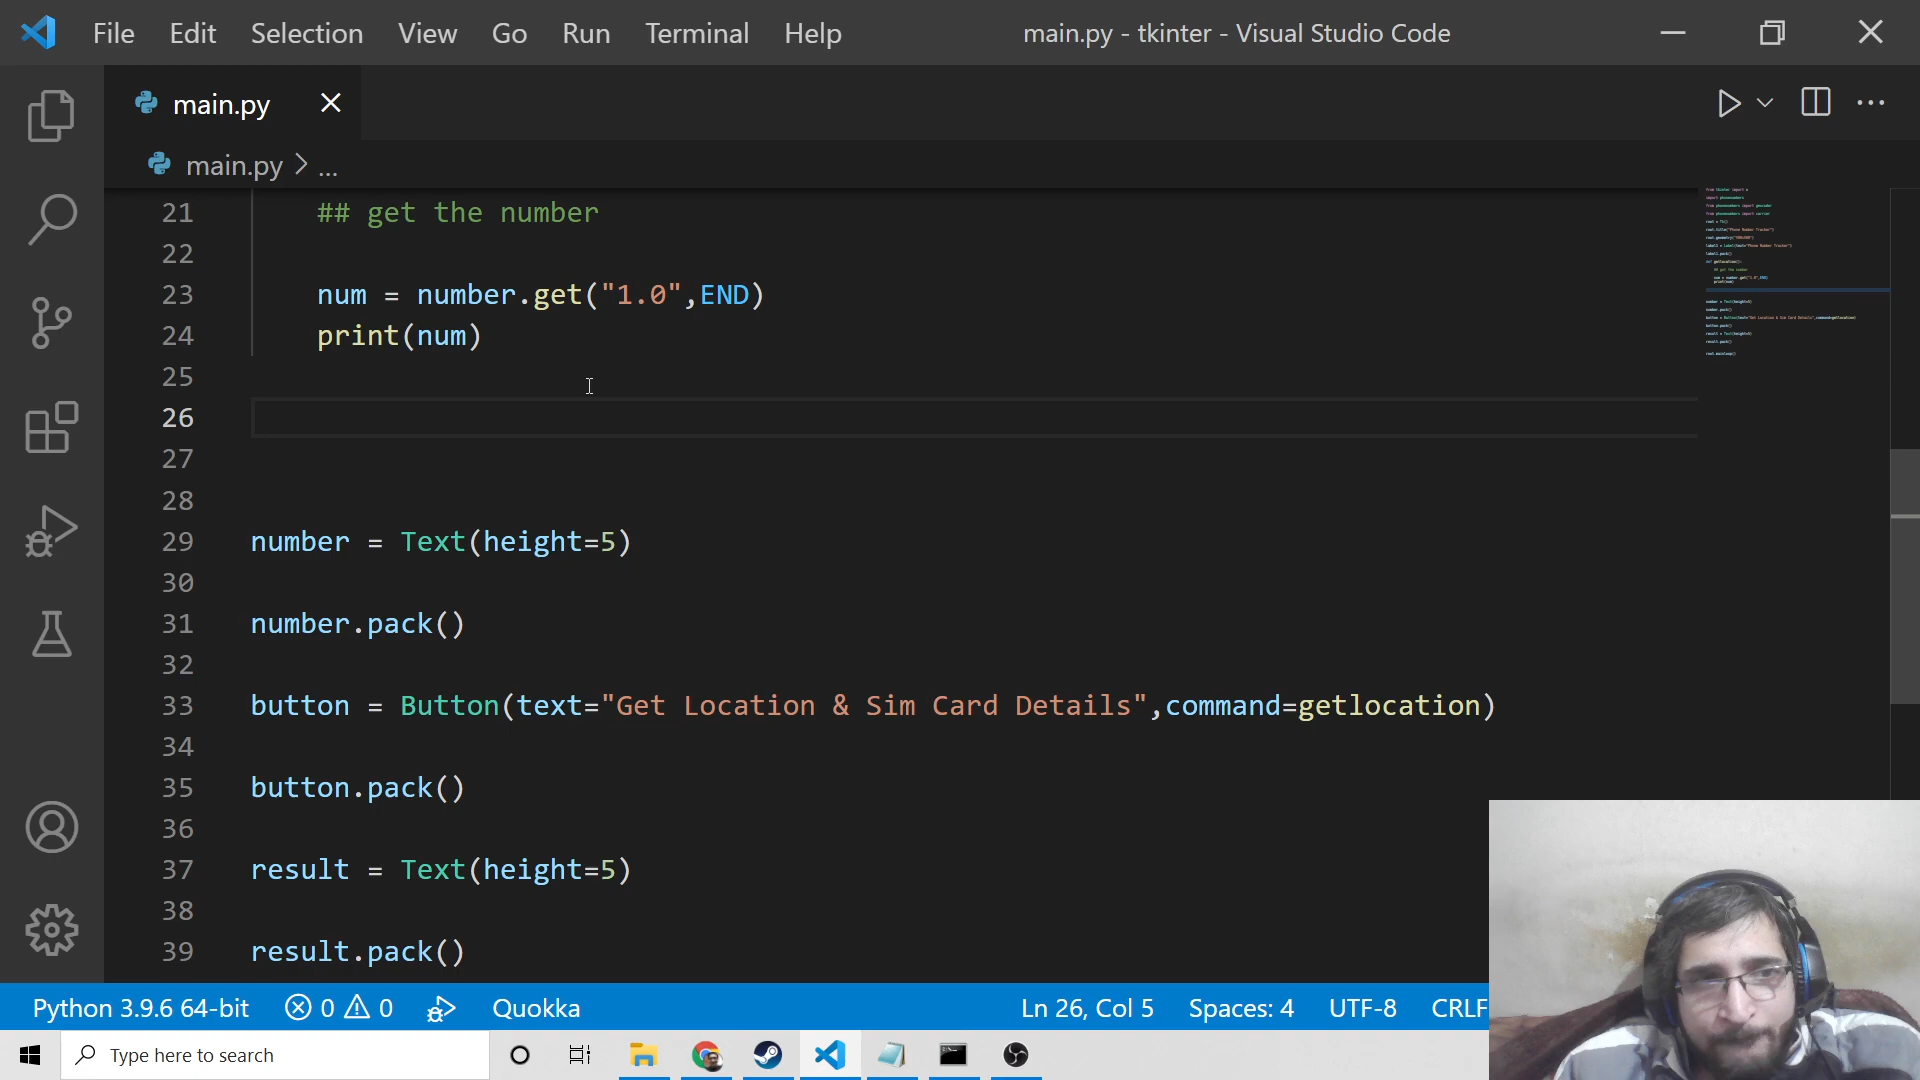 File Edit Selection View Go Run Terminal Help main.py - tkinter - Visual Studio Code
main.py
main.py > ...
21 ## get the number
22
23 num = number.get("1.0",END)
24 print(num)
25
26
27
28
29 number = Text(height=5)
30
31 number.pack()
32
33 button = Button(text="Get Location & Sim Card Details",command=getlocation)
34
35 button.pack()
36
37 result = Text(height=5)
38
39 result.pack()
Python 3.9.6 64-bit 0 0 Quokka Ln 26, Col 5 Spaces: 4 UTF-8 CRLF
Type here to search